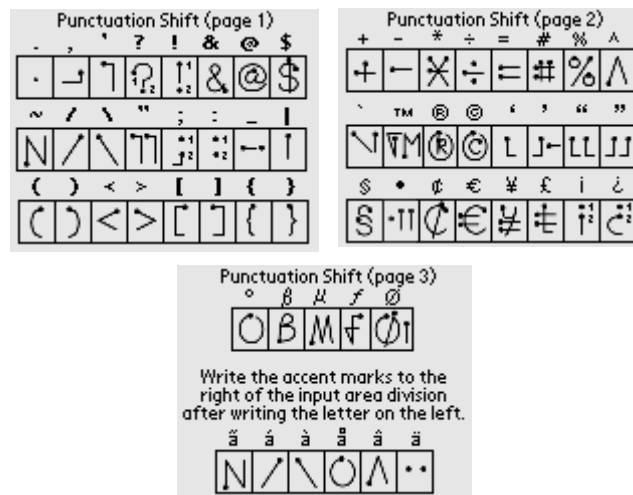 Punctuation Shift (page 1)
. , ' ? ! & @ $
~ / \ " ; : _ |
( ) < > [ ] { }
Punctuation Shift (page 2)
+ - * ÷ = # % ^
` ™ ® © ‘ ’ “ ”
§ • ¢ € ¥ £ ¡ ¿
Punctuation Shift (page 3)
° β µ ƒ Ø
Write the accent marks to the
right of the input area division
after writing the letter on the left.
ã á à å â ä